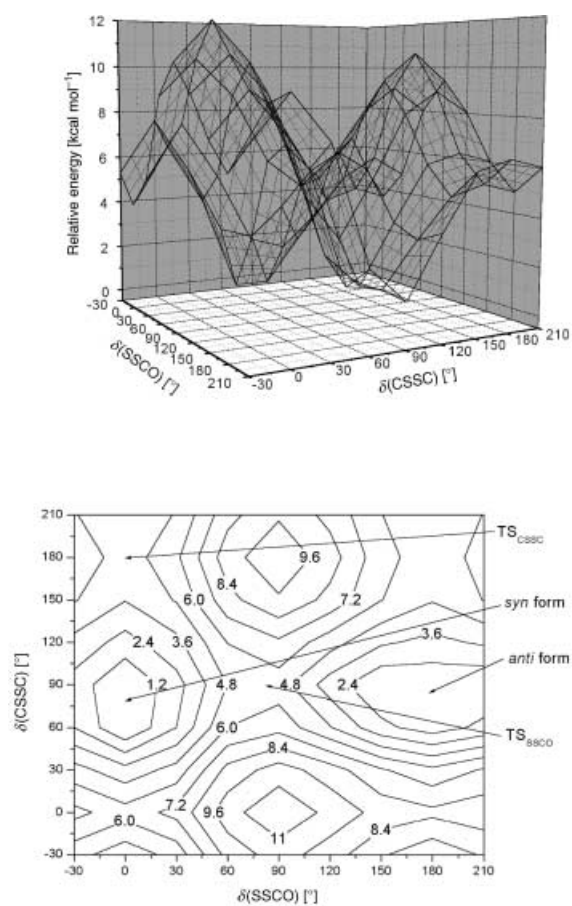 Relative energy [kcal mol⁻¹]
12
10
8
6
4
2
0
-30 0 30 60 90 120 150 180 210
δ(SSCO) [°]
-30 0 30 60 90 120 150 180 210
δ(CSSC) [°]
210
180
150
120
90
60
30
0
-30
δ(CSSC) [°]
9.6
8.4
7.2
6.0
2.4
3.6
3.6
1.2
4.8
4.8
2.4
6.0
8.4
7.2
9.6
6.0
11
8.4
TS_CSSC
syn form
anti form
TS_SSCO
-30 0 30 60 90 120 150 180 210
δ(SSCO) [°]